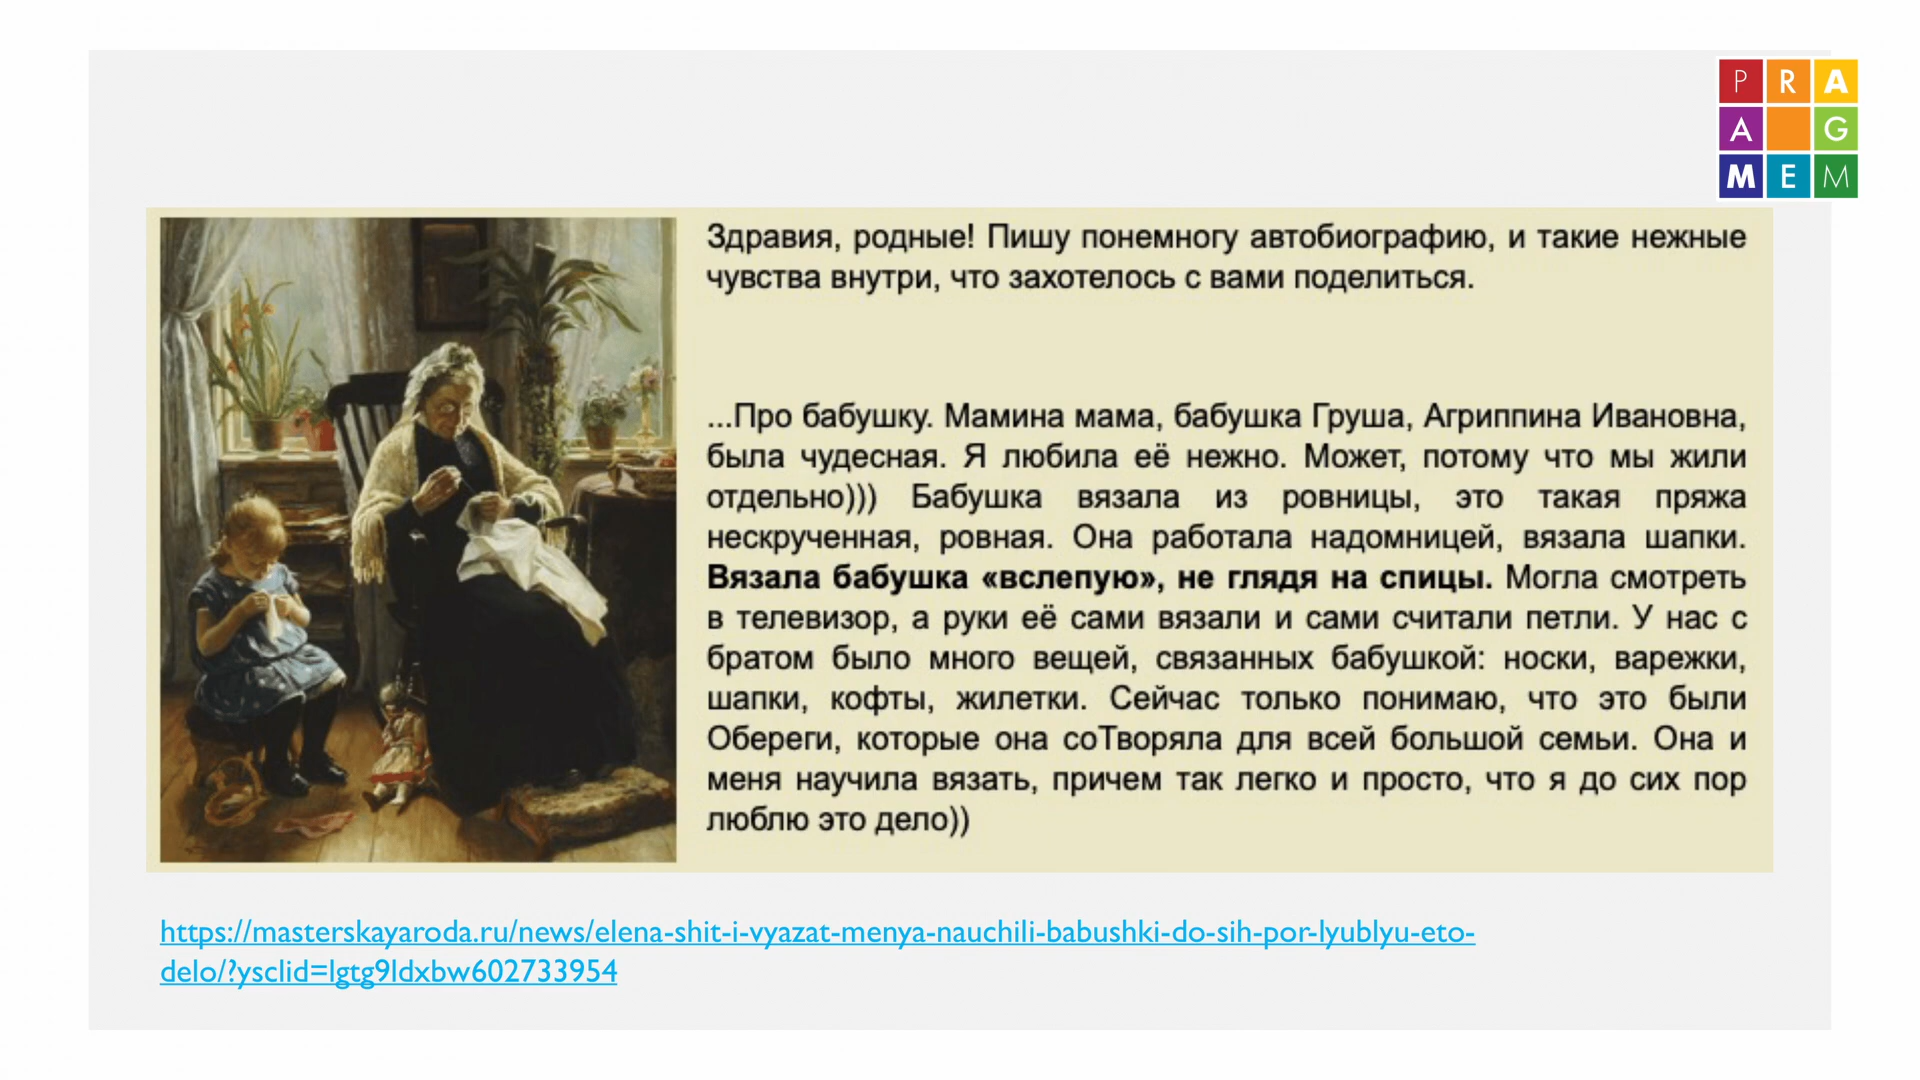 P R A
A G
M E M
Здравия, родные! Пишу понемногу автобиографию, и такие нежные
чувства внутри, что захотелось с вами поделиться.
...Про бабушку. Мамина мама, бабушка Груша, Агриппина Ивановна,
была чудесная. Я любила её нежно. Может, потому что мы жили
отдельно))) Бабушка вязала из ровницы, это такая пряжа
нескрученная, ровная. Она работала надомницей, вязала шапки.
Вязала бабушка «вслепую», не глядя на спицы. Могла смотреть
в телевизор, а руки её сами вязали и сами считали петли. У нас с
братом было много вещей, связанных бабушкой: носки, варежки,
шапки, кофты, жилетки. Сейчас только понимаю, что это были
Обереги, которые она соТворяла для всей большой семьи. Она и
меня научила вязать, причем так легко и просто, что я до сих пор
люблю это дело))
https://masterskayaroda.ru/news/elena-shit-i-vyazat-menya-nauchili-babushki-do-sih-por-lyublyu-eto-
delo/?ysclid=lgtg9ldxbw602733954